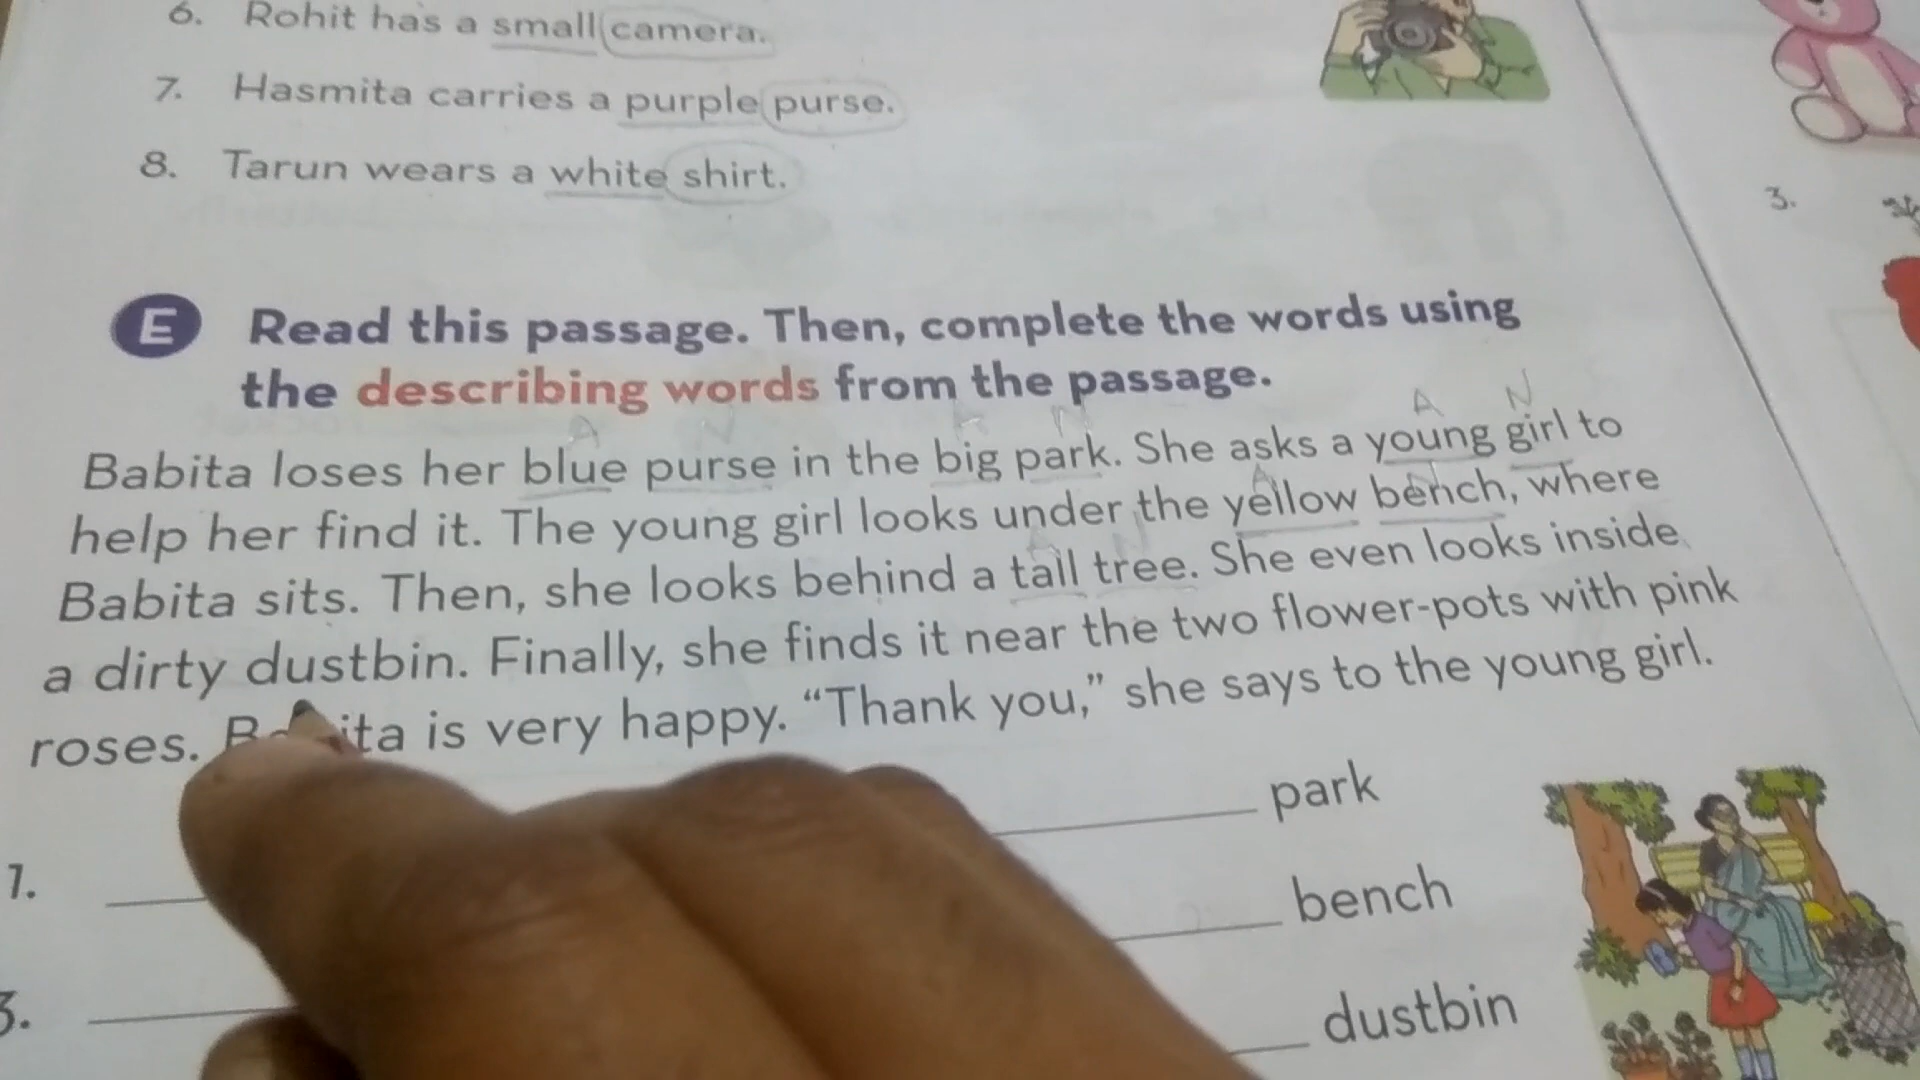 6. Rohit has a small camera.
7. Hasmita carries a purple purse.
8. Tarun wears a white shirt.
3.
E Read this passage. Then, complete the words using
the describing words from the passage.
A N A N A N
Babita loses her blue purse in the big park. She asks a young girl to
A N
help her find it. The young girl looks under the yellow bench, where
A N
Babita sits. Then, she looks behind a tall tree. She even looks inside
a dirty dustbin. Finally, she finds it near the two flower-pots with pink
roses. is very happy. “Thank you,” she says to the young girl.
park
1.
bench
3.
dustbin